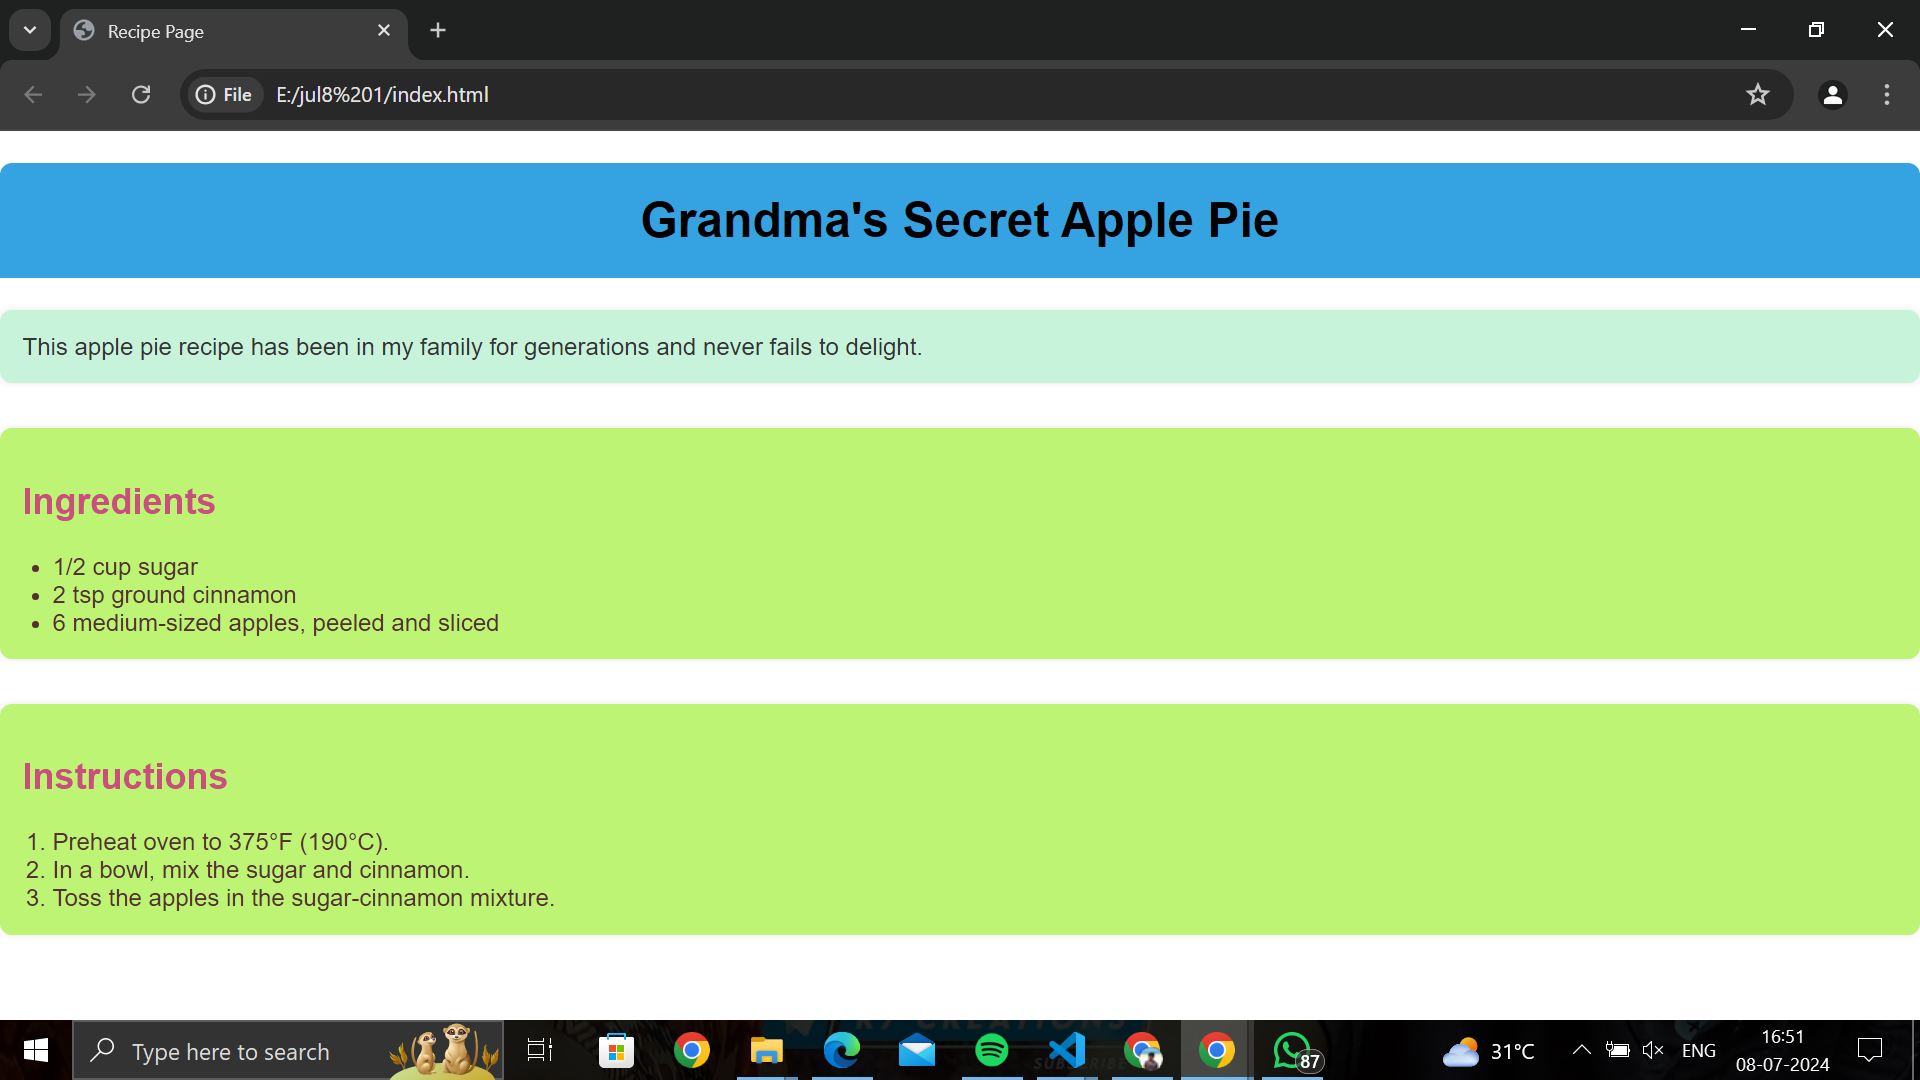 Recipe Page
File
E:/jul8%201/index.html
Grandma's Secret Apple Pie
This apple pie recipe has been in my family for generations and never fails to delight.
Ingredients
• 1/2 cup sugar
• 2 tsp ground cinnamon
• 6 medium-sized apples, peeled and sliced
Instructions
1. Preheat oven to 375°F (190°C).
2. In a bowl, mix the sugar and cinnamon.
3. Toss the apples in the sugar-cinnamon mixture.
Type here to search
SUBSCRIBE
87
31°C
ENG
16:51
08-07-2024